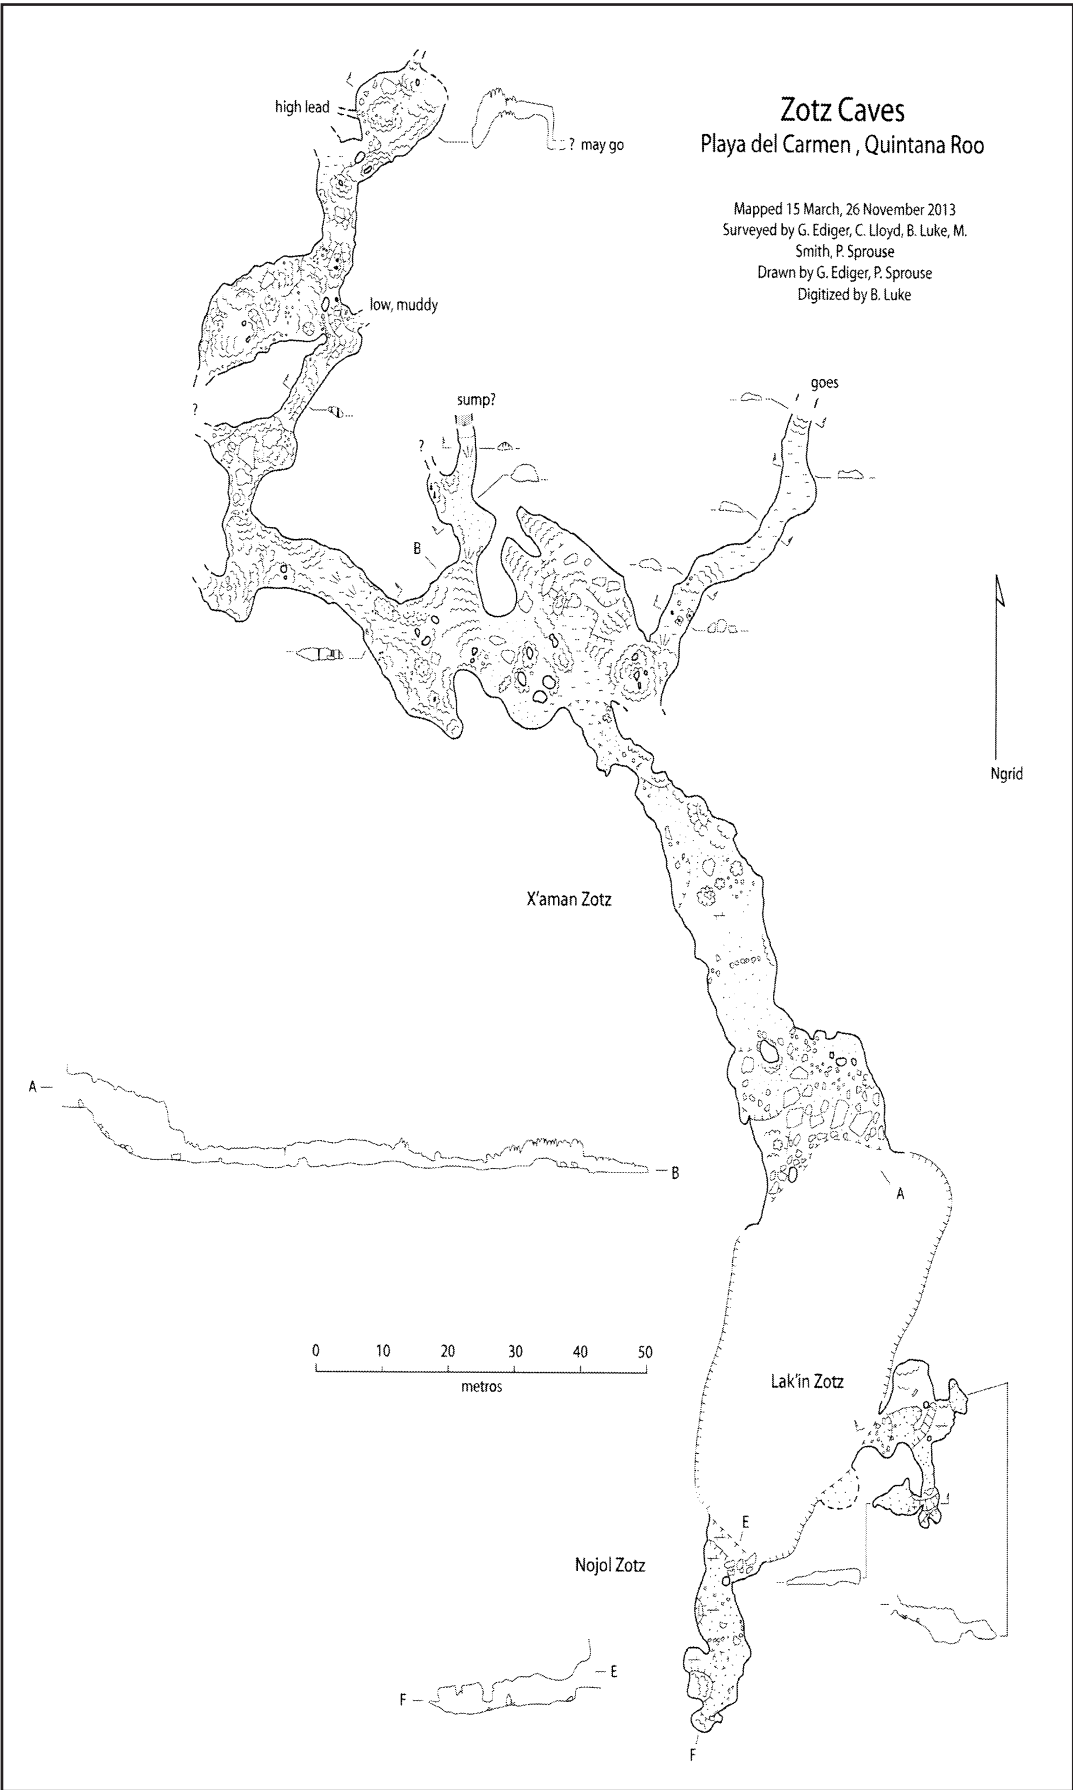 Zotz Caves
Playa del Carmen , Quintana Roo
Mapped 15 March, 26 November 2013
Surveyed by G. Ediger, C. Lloyd, B. Luke, M.
Smith, P. Sprouse
Drawn by G. Ediger, P. Sprouse
Digitized by B. Luke
high lead
? may go
low, muddy
goes
?
sump?
?
B
Ngrid
X'aman Zotz
A
B
A
0 10 20 30 40 50
metros
Lak'in Zotz
E
Nojol Zotz
E
F
F